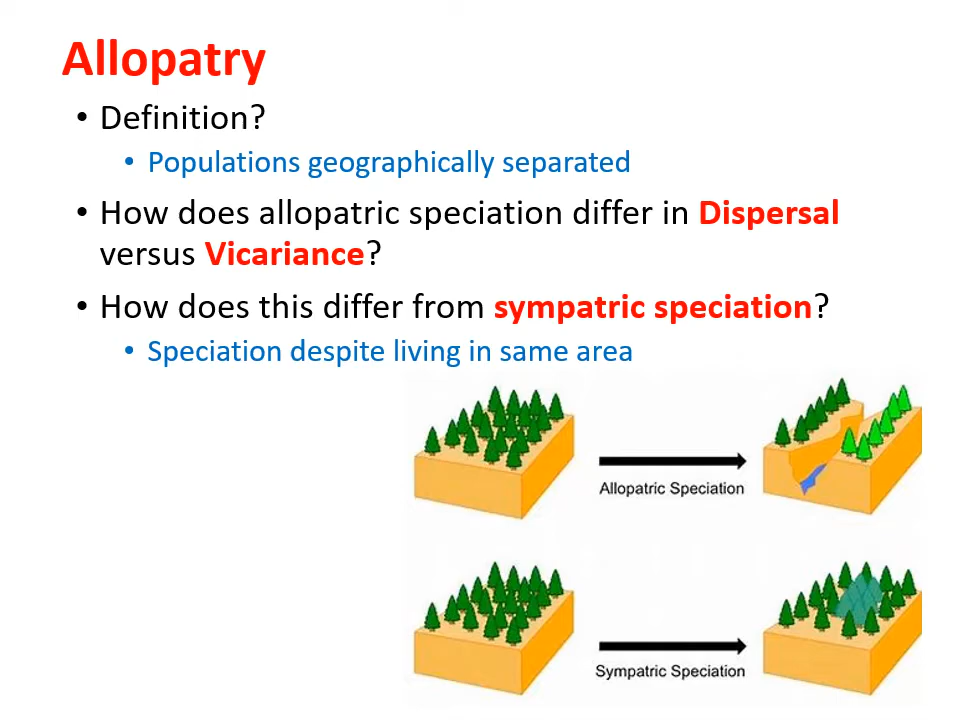 Allopatry
• Definition?
• Populations geographically separated
• How does allopatric speciation differ in Dispersal
versus Vicariance?
• How does this differ from sympatric speciation?
• Speciation despite living in same area
Allopatric Speciation
Sympatric Speciation